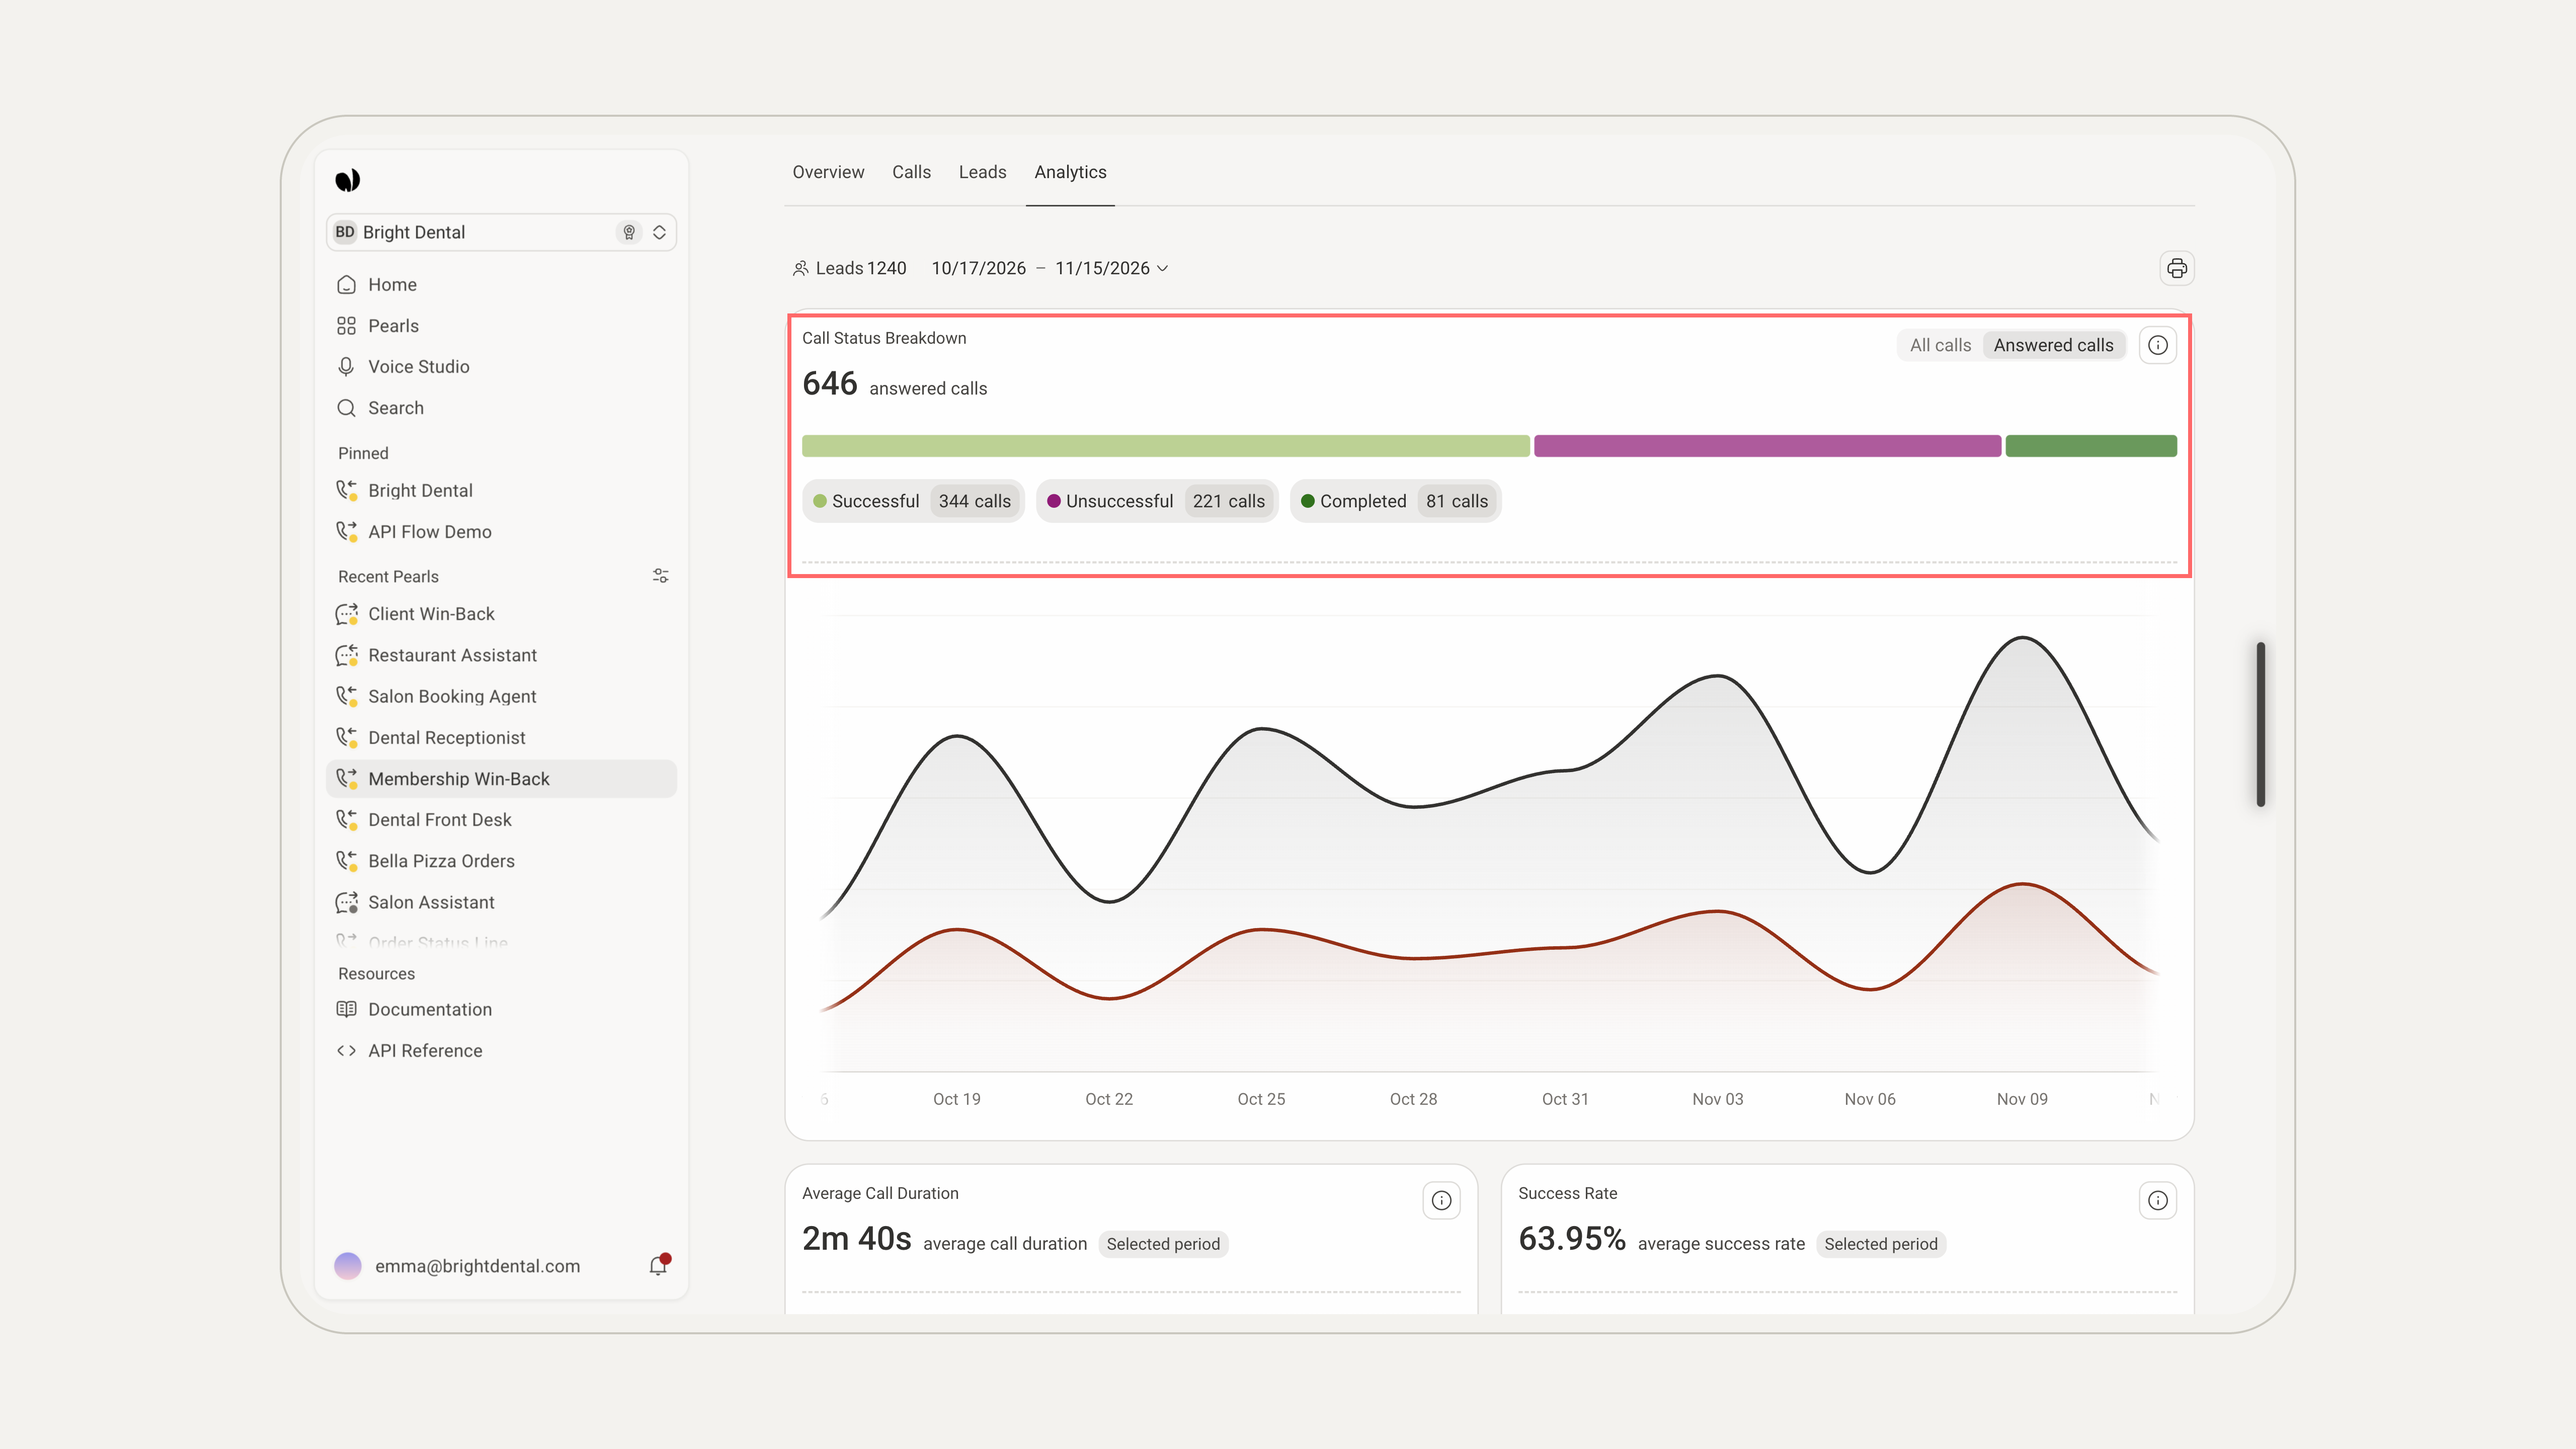 Overview Calls Leads Analytics
BD Bright Dental
Home
Pearls
Voice Studio
Search
Pinned
Bright Dental
API Flow Demo
Recent Pearls
Client Win-Back
Restaurant Assistant
Salon Booking Agent
Dental Receptionist
Membership Win-Back
Dental Front Desk
Bella Pizza Orders
Salon Assistant
Order Status Line
Resources
Documentation
API Reference
emma@brightdental.com
Leads 1240 10/17/2026 – 11/15/2026
Call Status Breakdown
All calls Answered calls
646 answered calls
Successful 344 calls Unsuccessful 221 calls Completed 81 calls
6 Oct 19 Oct 22 Oct 25 Oct 28 Oct 31 Nov 03 Nov 06 Nov 09 N
Average Call Duration
2m 40s average call duration Selected period
Success Rate
63.95% average success rate Selected period